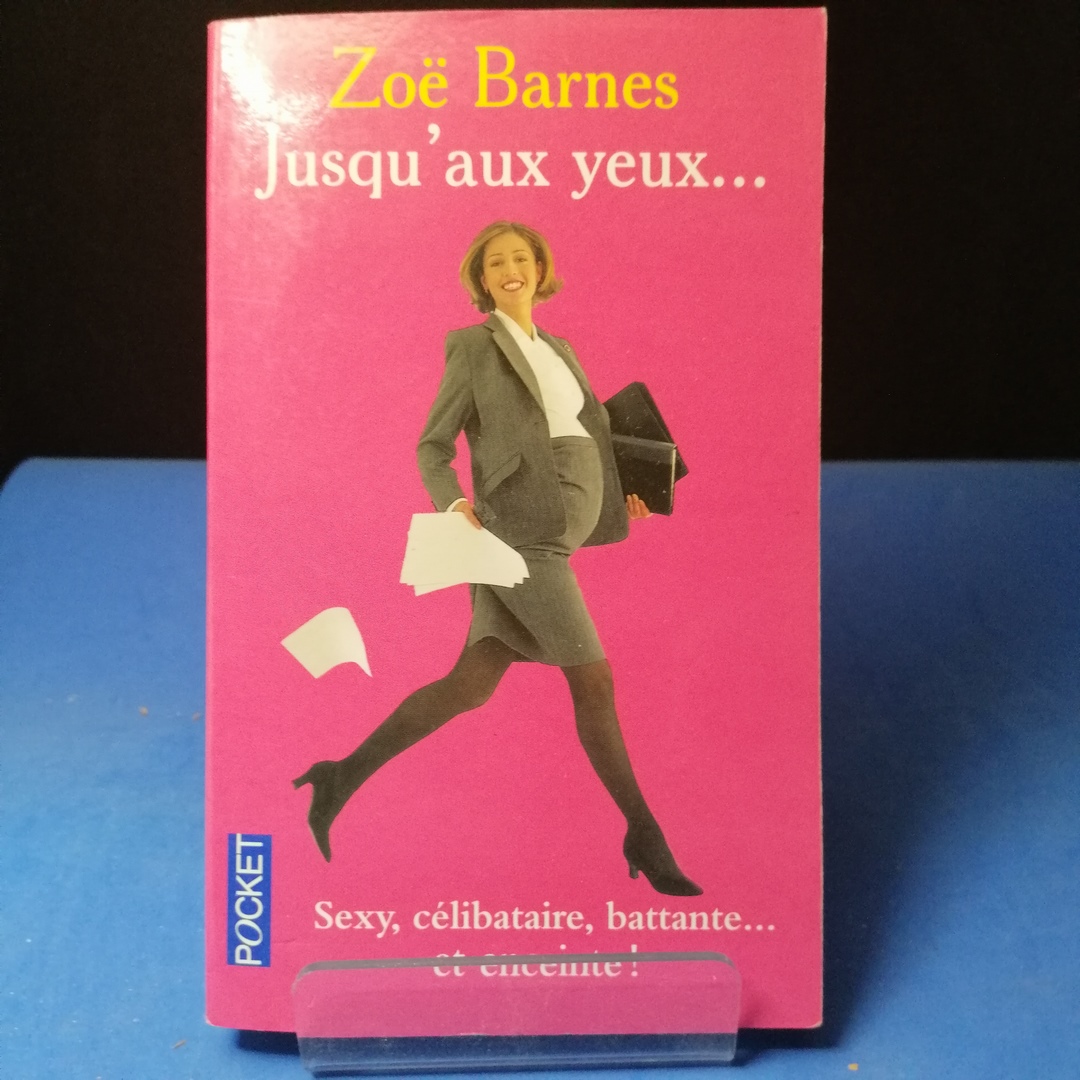 Zoë Barnes
Jusqu'aux yeux...
POCKET
Sexy, célibataire, battante...
et enceinte !